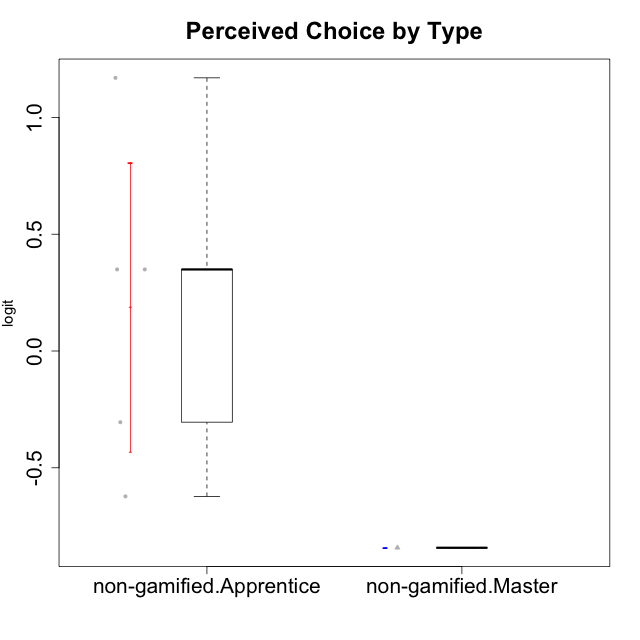 Perceived Choice by Type
logit
1.0
0.5
0.0
-0.5
non-gamified.Apprentice
non-gamified.Master